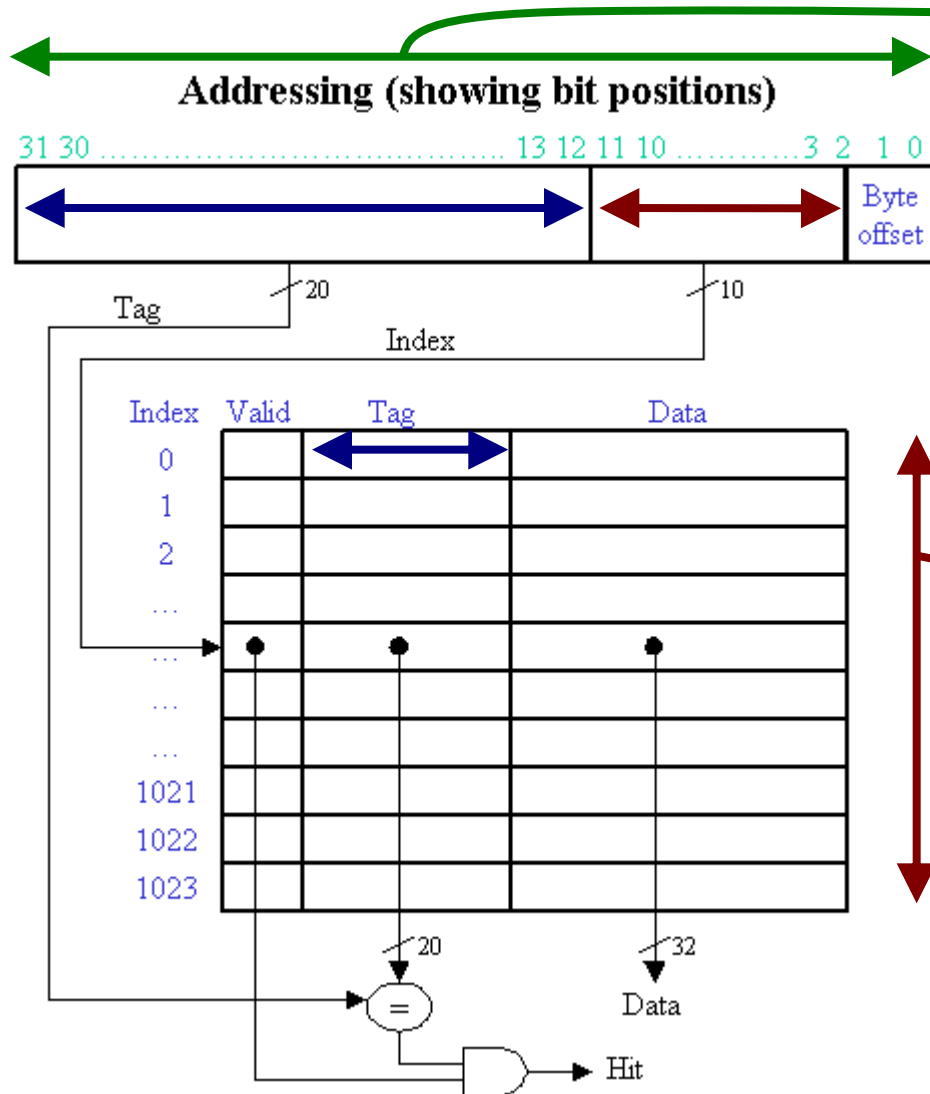 Addressing (showing bit positions)
31 30 ........................................ 13 12 11 10 ............3 2 1 0
Byte
offset
20
10
Tag
Index
Index Valid Tag Data
0
1
2
...
...
...
...
1021
1022
1023
20
32
=
Data
Hit